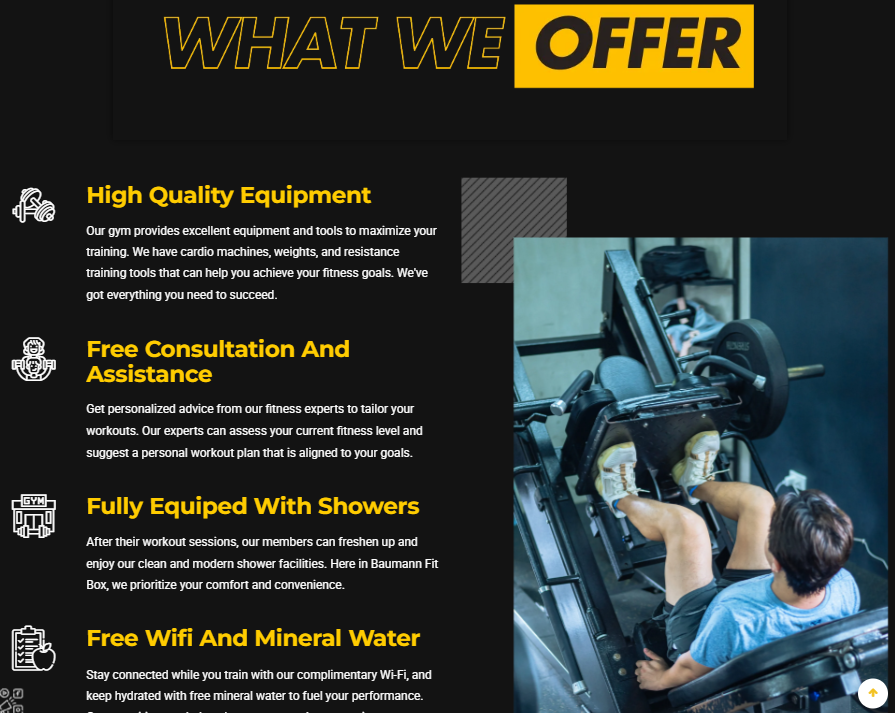 WHAT WE OFFER
High Quality Equipment
Our gym provides excellent equipment and tools to maximize your
training. We have cardio machines, weights, and resistance
training tools that can help you achieve your fitness goals. We've
got everything you need to succeed.
Free Consultation And
Assistance
Get personalized advice from our fitness experts to tailor your
workouts. Our experts can assess your current fitness level and
suggest a personal workout plan that is aligned to your goals.
GYM
Fully Equiped With Showers
After their workout sessions, our members can freshen up and
enjoy our clean and modern shower facilities. Here in Baumann Fit
Box, we prioritize your comfort and convenience.
Free Wifi And Mineral Water
Stay connected while you train with our complimentary Wi-Fi, and
keep hydrated with free mineral water to fuel your performance.